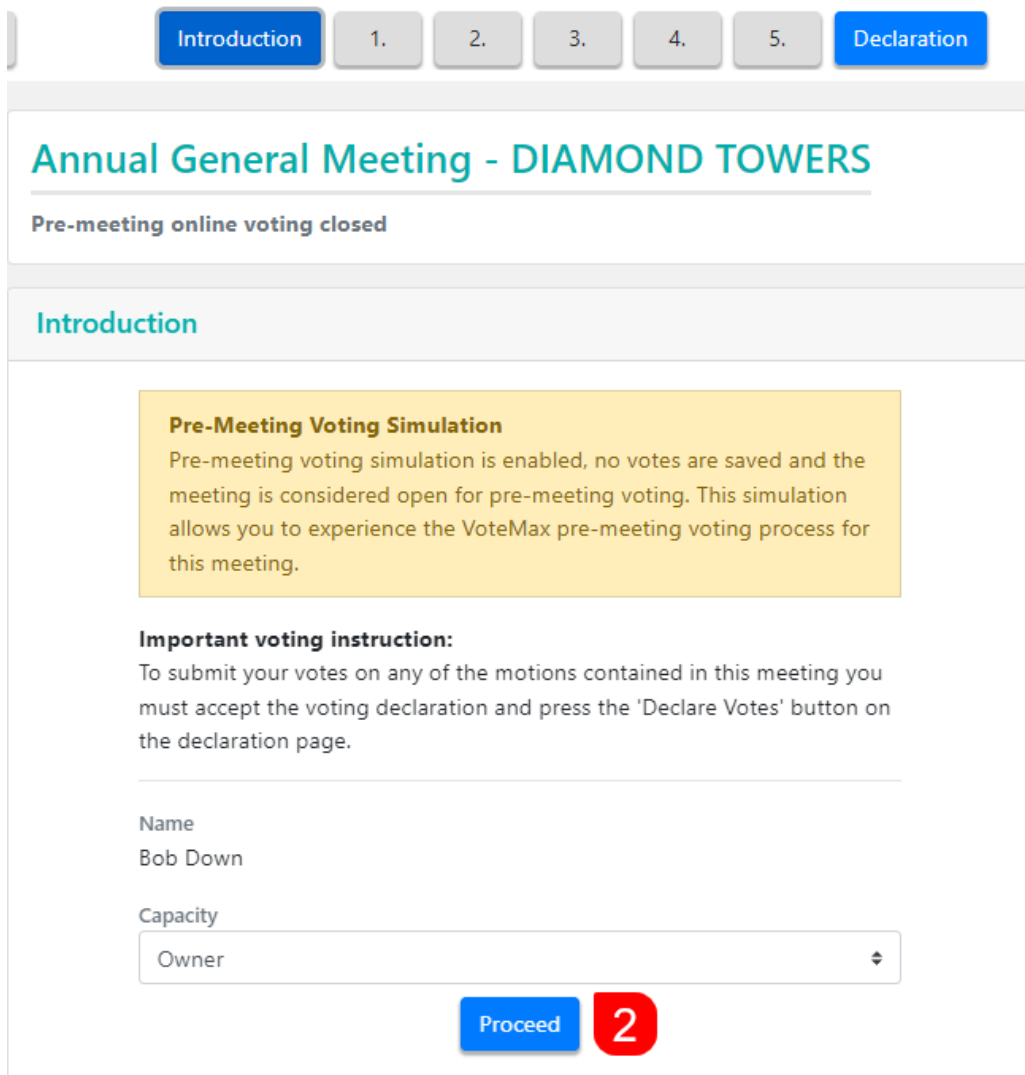 Introduction 1. 2. 3. 4. 5. Declaration
Annual General Meeting - DIAMOND TOWERS
Pre-meeting online voting closed
Introduction
Pre-Meeting Voting Simulation
Pre-meeting voting simulation is enabled, no votes are saved and the
meeting is considered open for pre-meeting voting. This simulation
allows you to experience the VoteMax pre-meeting voting process for
this meeting.
Important voting instruction:
To submit your votes on any of the motions contained in this meeting you
must accept the voting declaration and press the 'Declare Votes' button on
the declaration page.
Name
Bob Down
Capacity
Owner
Proceed 2